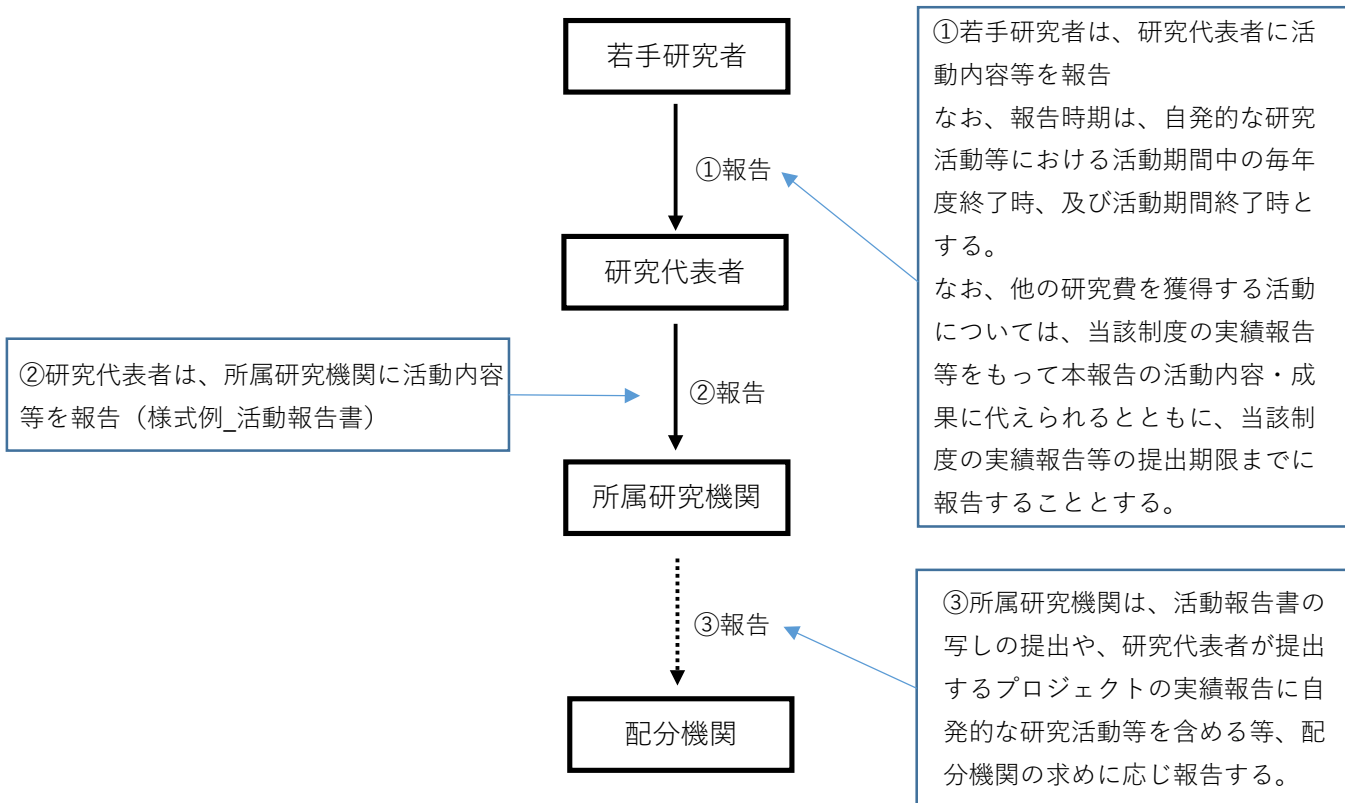 若手研究者
①若手研究者は、研究代表者に活
動内容等を報告
なお、報告時期は、自発的な研究
活動等における活動期間中の毎年
度終了時、及び活動期間終了時と
する。
なお、他の研究費を獲得する活動
については、当該制度の実績報告
等をもって本報告の活動内容・成
果に代えられるとともに、当該制
度の実績報告等の提出期限までに
報告することとする。
①報告
研究代表者
②研究代表者は、所属研究機関に活動内容
等を報告（様式例_活動報告書）
②報告
所属研究機関
③報告
③所属研究機関は、活動報告書の
写しの提出や、研究代表者が提出
するプロジェクトの実績報告に自
発的な研究活動等を含める等、配
分機関の求めに応じ報告する。
配分機関